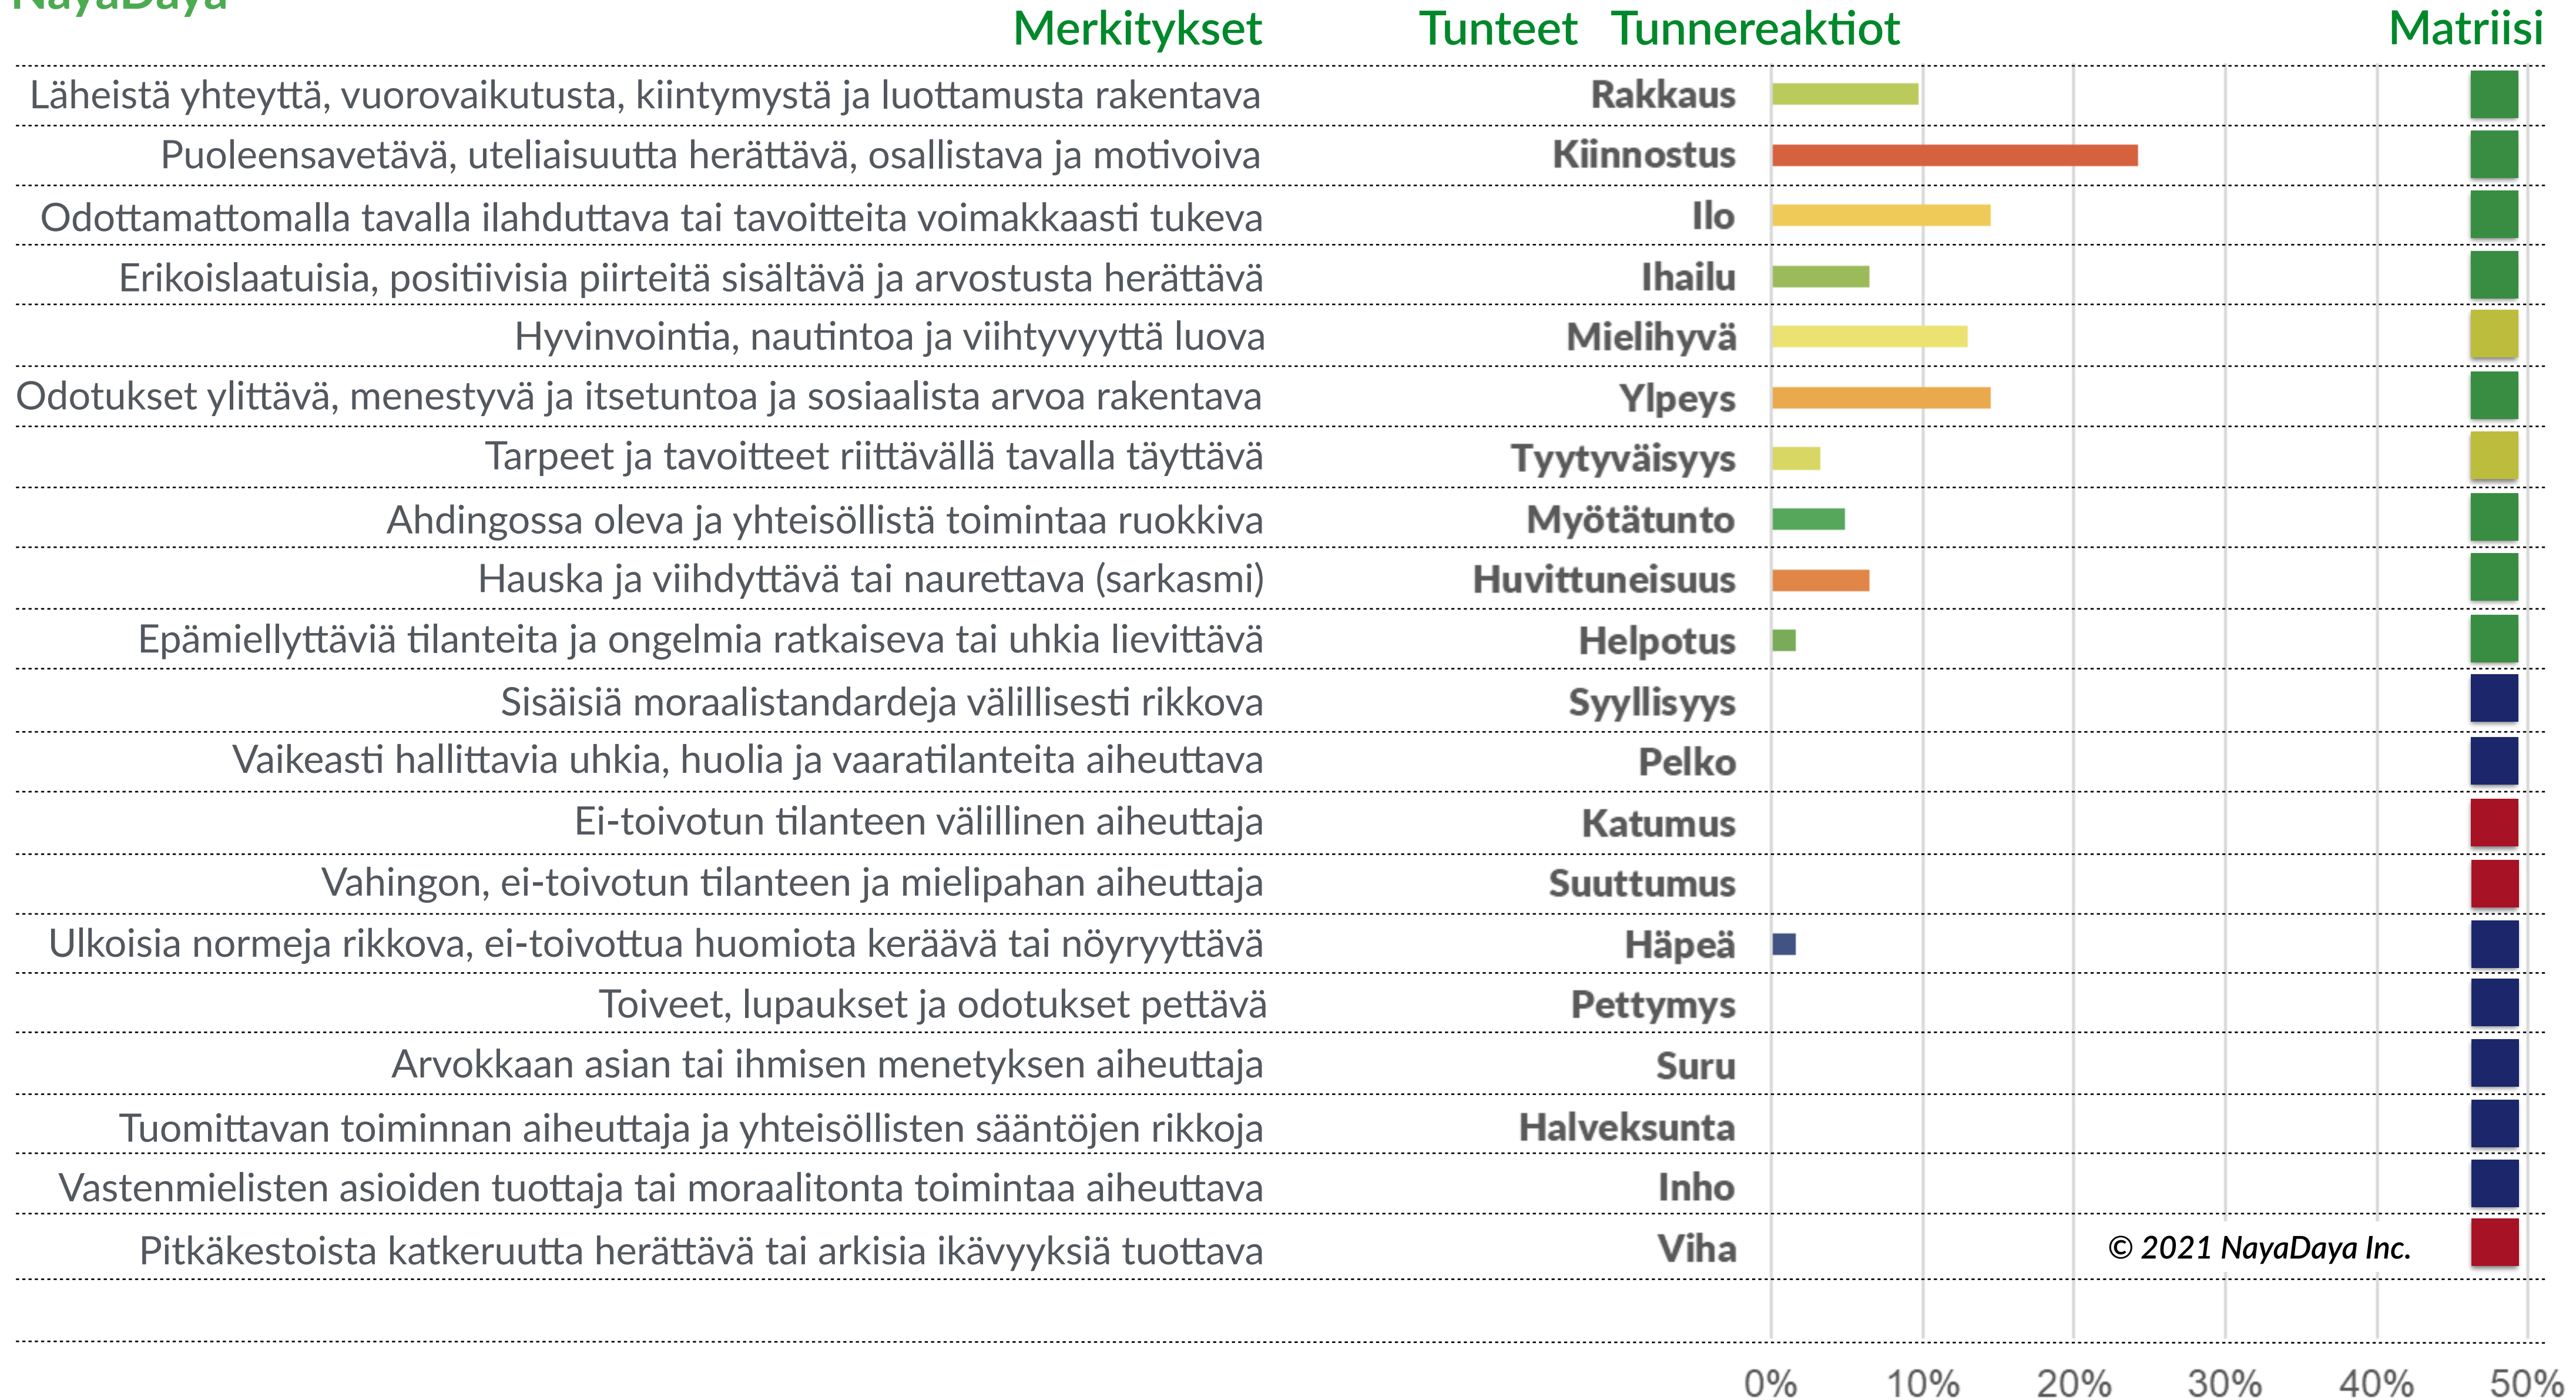 NayaDaya
Merkitykset Tunteet Tunnereaktiot Matriisi
Läheistä yhteyttä, vuorovaikutusta, kiintymystä ja luottamusta rakentava Rakkaus
Puoleensavetävä, uteliaisuutta herättävä, osallistava ja motivoiva Kiinnostus
Odottamattomalla tavalla ilahduttava tai tavoitteita voimakkaasti tukeva Ilo
Erikoislaatuisia, positiivisia piirteitä sisältävä ja arvostusta herättävä Ihailu
Hyvinvointia, nautintoa ja viihtyvyyttä luova Mielihyvä
Odotukset ylittävä, menestyvä ja itsetuntoa ja sosiaalista arvoa rakentava Ylpeys
Tarpeet ja tavoitteet riittävällä tavalla täyttävä Tyytyväisyys
Ahdingossa oleva ja yhteisöllistä toimintaa ruokkiva Myötätunto
Hauska ja viihdyttävä tai naurettava (sarkasmi) Huvittuneisuus
Epämiellyttäviä tilanteita ja ongelmia ratkaiseva tai uhkia lievittävä Helpotus
Sisäisiä moraalistandardeja välillisesti rikkova Syyllisyys
Vaikeasti hallittavia uhkia, huolia ja vaaratilanteita aiheuttava Pelko
Ei-toivotun tilanteen välillinen aiheuttaja Katumus
Vahingon, ei-toivotun tilanteen ja mielipahan aiheuttaja Suuttumus
Ulkoisia normeja rikkova, ei-toivottua huomiota keräävä tai nöyryyttävä Häpeä
Toiveet, lupaukset ja odotukset pettävä Pettymys
Arvokkaan asian tai ihmisen menetyksen aiheuttaja Suru
Tuomittavan toiminnan aiheuttaja ja yhteisöllisten sääntöjen rikkoja Halveksunta
Vastenmielisten asioiden tuottaja tai moraalitonta toimintaa aiheuttava Inho
Pitkäkestoista katkeruutta herättävä tai arkisia ikävyyksiä tuottava Viha © 2021 NayaDaya Inc.
0% 10% 20% 30% 40% 50%